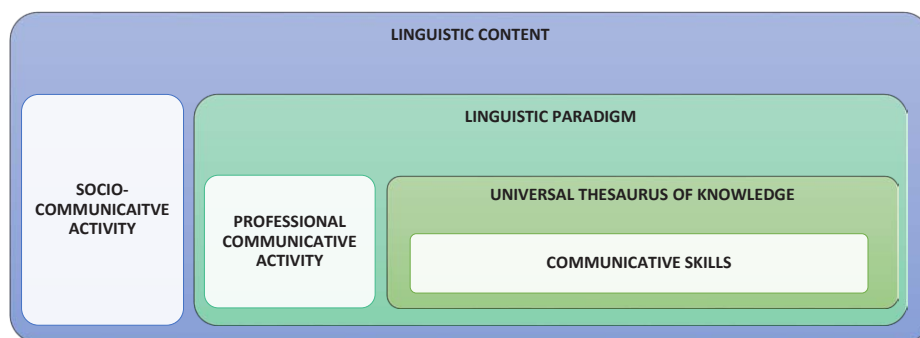 LINGUISTIC CONTENT
LINGUISTIC PARADIGM
SOCIO-
COMMUNICAITVE
ACTIVITY
PROFESSIONAL
COMMUNICATIVE
ACTIVITY
UNIVERSAL THESAURUS OF KNOWLEDGE
COMMUNICATIVE SKILLS